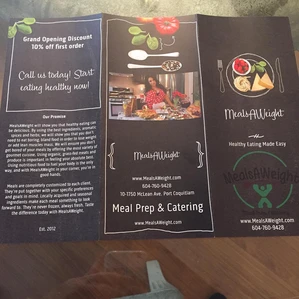 Grand Opening Discount
10% off first order
Call us today! Start
eating healthy now!
Our Promise
MealsAWeight will show you that healthy eating can
be delicious. By using the best ingredients, aromatic
spices and herbs, we will show you that you don't
need to eat boring, bland food in order to lose weight
or add lean muscle mass. We will ensure you don't
get bored of your meals by offering the most variety of
gourmet cuisine. Using organic, grass fed meats and
produce is important in feeling your absolute best.
Using nutritious food to fuel your body is the only
way, and with MealsAWeight in your corner, you're in
good hands.
Meals are completely customized to each client.
They're put together with your specific preferences
and goals in mind. Locally acquired and seasonal
ingredients make each meal something to look
forward to. They're never frozen, always fresh. Taste
the difference today with MealsAWeight.
Est. 2012
MealsAWeight
www.MealsAWeight.com
604-760-9428
10-1750 McLean Ave, Port Coquitlam
Meal Prep & Catering
www.MealsAWeight.com
MealsAWeight
Healthy Eating Made Easy
MealsAWeight
www.MealsAWeight.com
604-760-9428